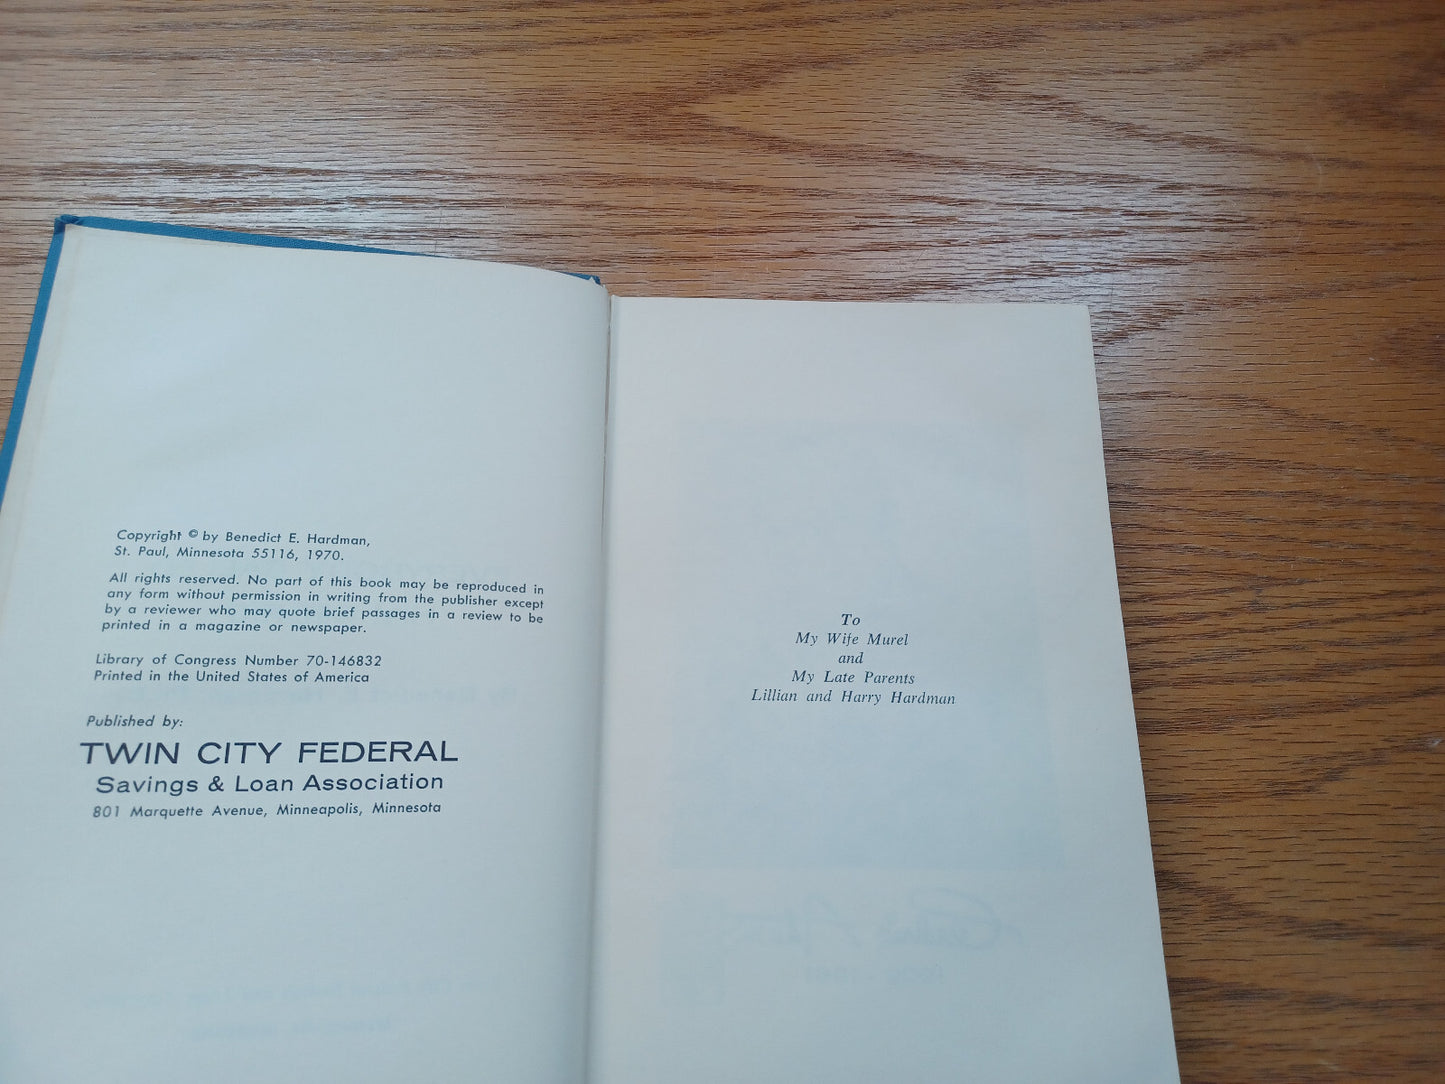 Copyright © by Benedict E. Hardman,
St. Paul, Minnesota 55116, 1970.
All rights reserved. No part of this book may be reproduced in
any form without permission in writing from the publisher except
by a reviewer who may quote brief passages in a review to be
printed in a magazine or newspaper.
Library of Congress Number 70-146832
Printed in the United States of America
Published by:
TWIN CITY FEDERAL
Savings & Loan Association
801 Marquette Avenue, Minneapolis, Minnesota
To
My Wife Murel
and
My Late Parents
Lillian and Harry Hardman